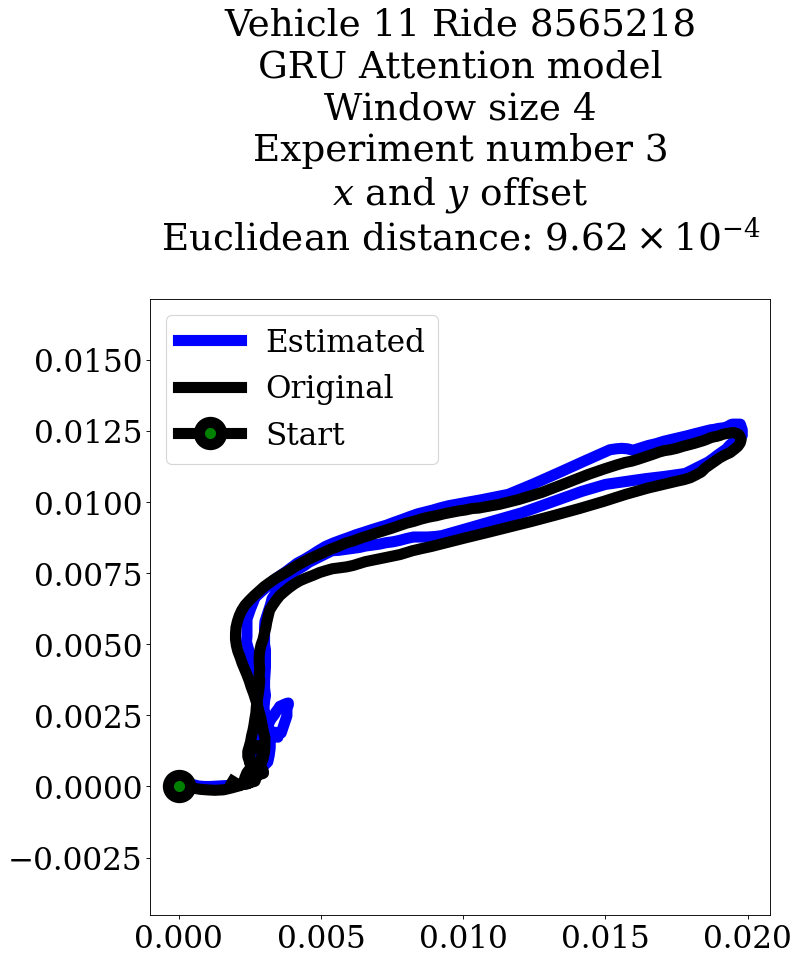 Vehicle 11 Ride 8565218
GRU Attention model
Window size 4
Experiment number 3
x and y offset
Euclidean distance: 9.62 × 10⁻⁴
Estimated
Original
Start
0.0150
0.0125
0.0100
0.0075
0.0050
0.0025
0.0000
−0.0025
0.000 0.005 0.010 0.015 0.020